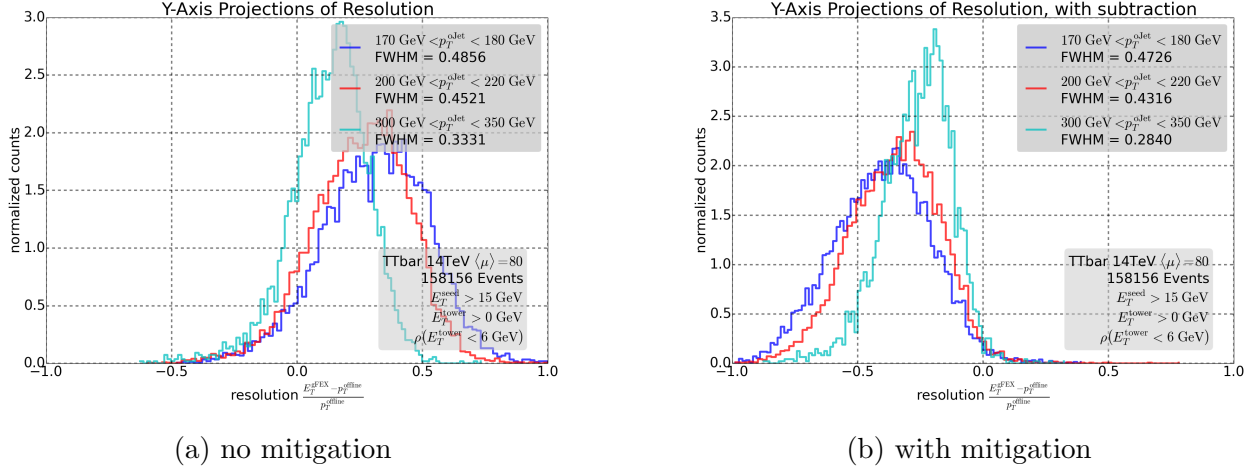 Y-Axis Projections of Resolution
3.0
2.5
2.0
1.5
1.0
0.5
0.0
normalized counts
170 GeV <p_T^oJet < 180 GeV
FWHM = 0.4856
200 GeV <p_T^oJet < 220 GeV
FWHM = 0.4521
300 GeV <p_T^oJet < 350 GeV
FWHM = 0.3331
TTbar 14TeV ⟨μ⟩=80
158156 Events
E_T^seed > 15 GeV
E_T^tower > 0 GeV
ρ(E_T^tower < 6 GeV)
−1.0 −0.5 0.0 0.5 1.0
resolution (E_T^gFEX − p_T^offline) / p_T^offline
(a) no mitigation
Y-Axis Projections of Resolution, with subtraction
3.5
3.0
2.5
2.0
1.5
1.0
0.5
0.0
normalized counts
170 GeV <p_T^oJet < 180 GeV
FWHM = 0.4726
200 GeV <p_T^oJet < 220 GeV
FWHM = 0.4316
300 GeV <p_T^oJet < 350 GeV
FWHM = 0.2840
TTbar 14TeV ⟨μ⟩=80
158156 Events
E_T^seed > 15 GeV
E_T^tower > 0 GeV
ρ(E_T^tower < 6 GeV)
−1.0 −0.5 0.0 0.5 1.0
resolution (E_T^gFEX − p_T^offline) / p_T^offline
(b) with mitigation